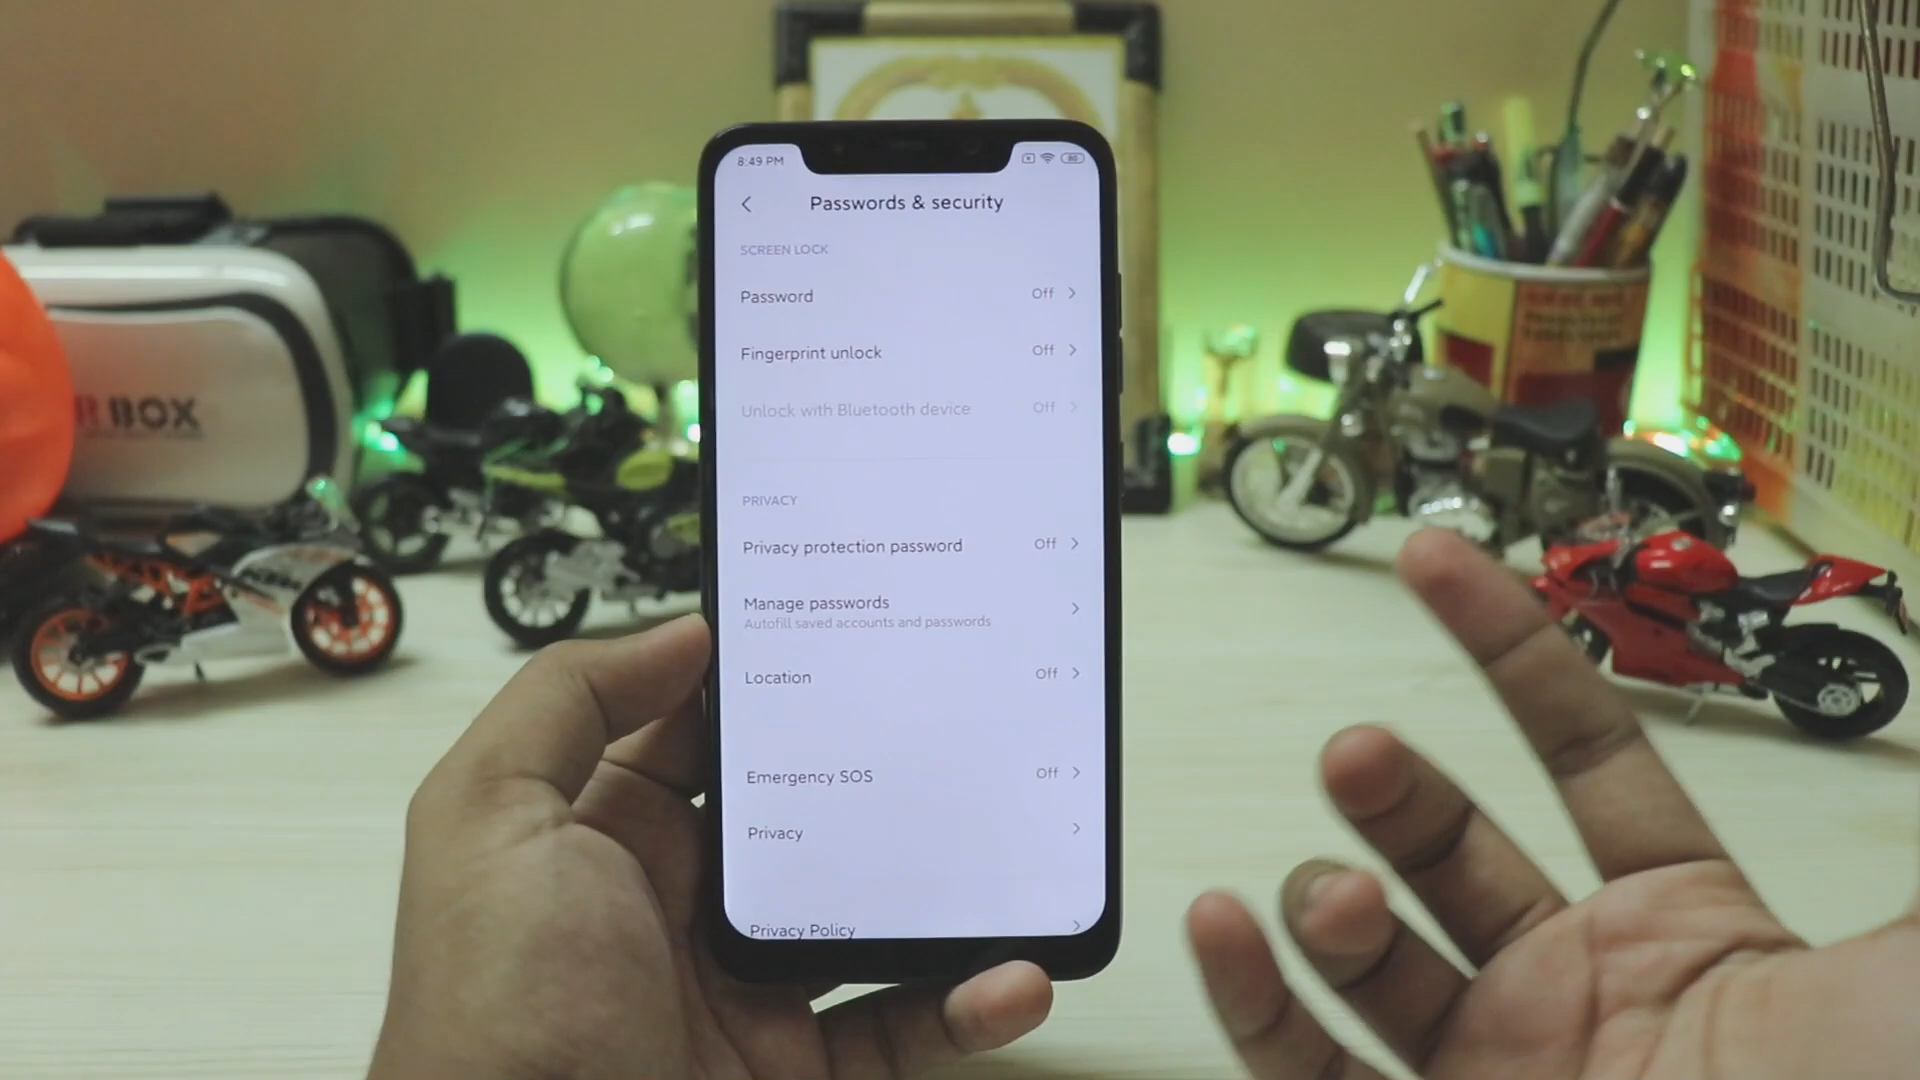 8:49 PM
80
Passwords & security
SCREEN LOCK
Password Off
Fingerprint unlock Off
Unlock with Bluetooth device Off
PRIVACY
Privacy protection password Off
Manage passwords
Autofill saved accounts and passwords
Location Off
Emergency SOS Off
Privacy
Privacy Policy
R BOX